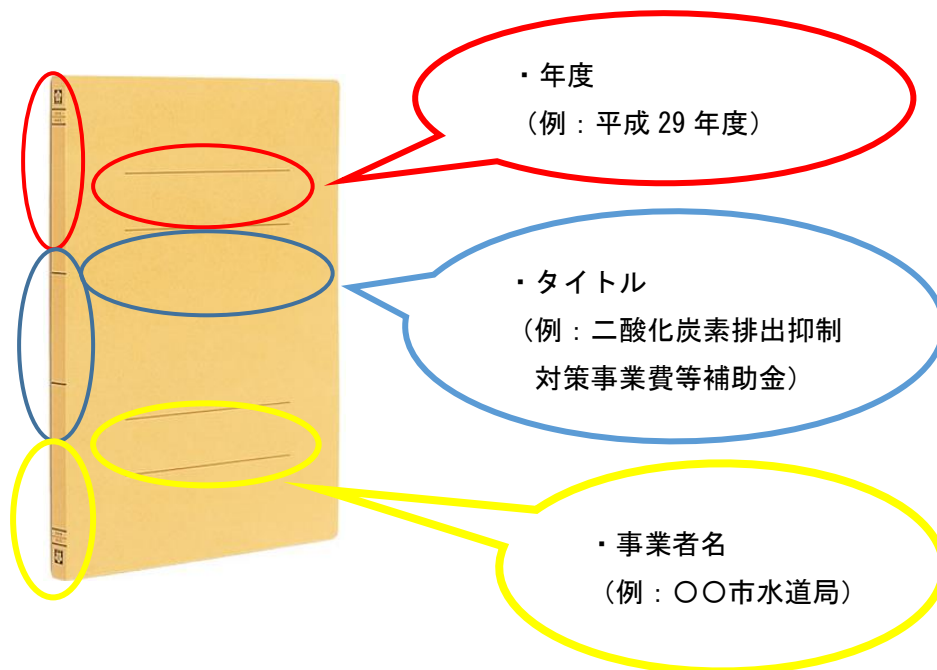 ・年度
（例：平成 29 年度）
・タイトル
（例：二酸化炭素排出抑制
対策事業費等補助金）
・事業者名
（例：〇〇市水道局）